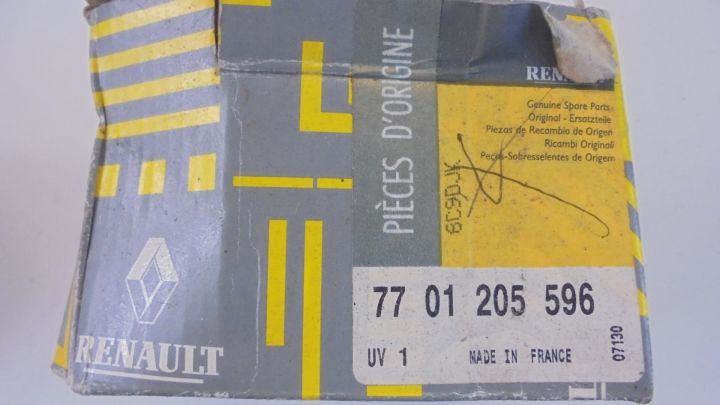 RENAULT
PIÈCES D'ORIGINE
Genuine Spare Parts
Original - Ersatzteile
Piezas de Recambio de Origen
Ricambi Originali
Peças-Sobresselentes de Origem
77 01 205 596
UV 1 MADE IN FRANCE
07130